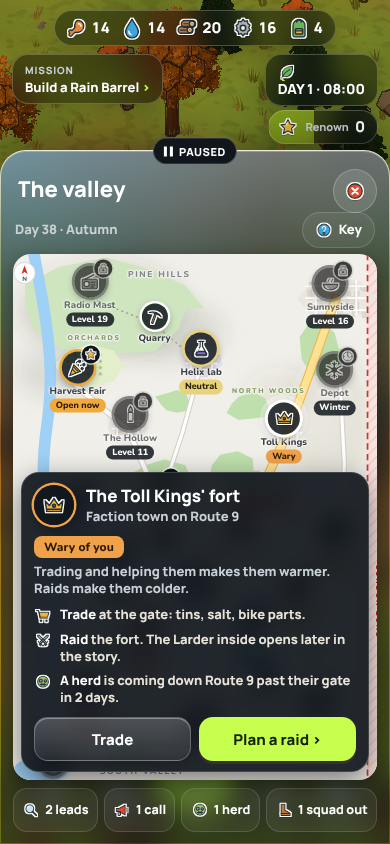 14 14 20 16 4
MISSION
Build a Rain Barrel ›
DAY 1 · 08:00
Renown 0
PAUSED
The valley
Day 38 · Autumn
Key
N
PINE HILLS
Radio Mast
Level 19
Sunnyside
Level 16
Quarry
ORCHARDS
Helix lab
Neutral
Harvest Fair
Open now
NORTH WOODS
Depot
Winter
The Hollow
Level 11
Toll Kings
Wary
The Toll Kings' fort
Faction town on Route 9
Wary of you
Trading and helping them makes them warmer.
Raids make them colder.
Trade at the gate: tins, salt, bike parts.
Raid the fort. The Larder inside opens later in
the story.
A herd is coming down Route 9 past their gate
in 2 days.
Trade
Plan a raid ›
SOUTH VALLEY
2 leads
1 call
1 herd
1 squad out